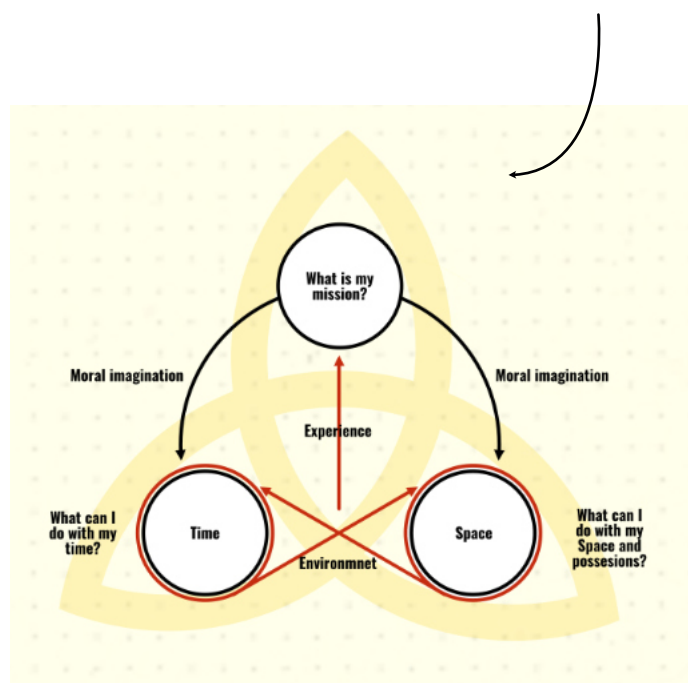 What is my
mission?
Moral imagination
Moral imagination
Experience
What can I
do with my
time?
Time
Space
What can I
do with my
Space and
possesions?
Environmnet